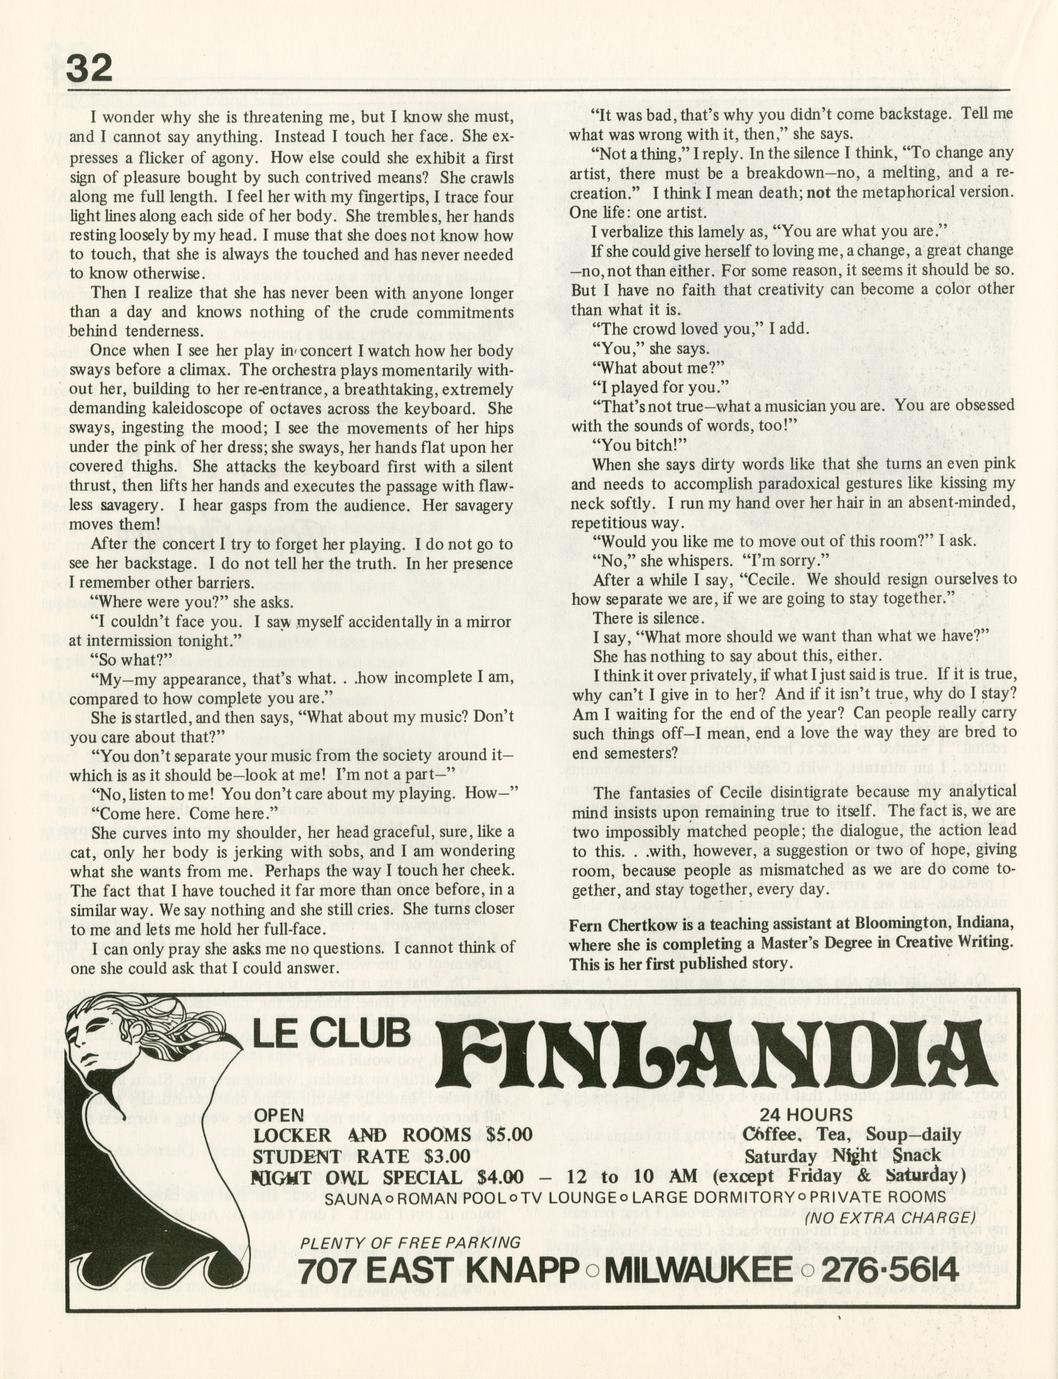 32
I wonder why she is threatening me, but I know she must,
and I cannot say anything. Instead I touch her face. She ex-
presses a flicker of agony. How else could she exhibit a first
sign of pleasure bought by such contrived means? She crawls
along me full length. I feel her with my fingertips, I trace four
light lines along each side of her body. She trembles, her hands
resting loosely by my head. I muse that she does not know how
to touch, that she is always the touched and has never needed
to know otherwise.
Then I realize that she has never been with anyone longer
than a day and knows nothing of the crude commitments
behind tenderness.
Once when I see her play in concert I watch how her body
sways before a climax. The orchestra plays momentarily with-
out her, building to her re-entrance, a breathtaking, extremely
demanding kaleidoscope of octaves across the keyboard. She
sways, ingesting the mood; I see the movements of her hips
under the pink of her dress; she sways, her hands flat upon her
covered thighs. She attacks the keyboard first with a silent
thrust, then lifts her hands and executes the passage with flaw-
less savagery. I hear gasps from the audience. Her savagery
moves them!
After the concert I try to forget her playing. I do not go to
see her backstage. I do not tell her the truth. In her presence
I remember other barriers.
“Where were you?” she asks.
“I couldn’t face you. I saw myself accidentally in a mirror
at intermission tonight.”
“So what?”
“My—my appearance, that’s what. . .how incomplete I am,
compared to how complete you are.”
She is startled, and then says, “What about my music? Don’t
you care about that?”
“You don’t separate your music from the society around it—
which is as it should be—look at me! I’m not a part—”
“No, listen to me! You don’t care about my playing. How—”
“Come here. Come here.”
She curves into my shoulder, her head graceful, sure, like a
cat, only her body is jerking with sobs, and I am wondering
what she wants from me. Perhaps the way I touch her cheek.
The fact that I have touched it far more than once before, in a
similar way. We say nothing and she still cries. She turns closer
to me and lets me hold her full-face.
I can only pray she asks me no questions. I cannot think of
one she could ask that I could answer.
“It was bad, that’s why you didn’t come backstage. Tell me
what was wrong with it, then,” she says.
“Not a thing,” I reply. In the silence I think, “To change any
artist, there must be a breakdown—no, a melting, and a re-
creation.” I think I mean death; not the metaphorical version.
One life: one artist.
I verbalize this lamely as, “You are what you are.”
If she could give herself to loving me, a change, a great change
—no, not than either. For some reason, it seems it should be so.
But I have no faith that creativity can become a color other
than what it is.
“The crowd loved you,” I add.
“You,” she says.
“What about me?”
“I played for you.”
“That’s not true—what a musician you are. You are obsessed
with the sounds of words, too!”
“You bitch!”
When she says dirty words like that she turns an even pink
and needs to accomplish paradoxical gestures like kissing my
neck softly. I run my hand over her hair in an absent-minded,
repetitious way.
“Would you like me to move out of this room?” I ask.
“No,” she whispers. “I’m sorry.”
After a while I say, “Cecile. We should resign ourselves to
how separate we are, if we are going to stay together.”
There is silence.
I say, “What more should we want than what we have?”
She has nothing to say about this, either.
I think it over privately, if what I just said is true. If it is true,
why can’t I give in to her? And if it isn’t true, why do I stay?
Am I waiting for the end of the year? Can people really carry
such things off—I mean, end a love the way they are bred to
end semesters?
The fantasies of Cecile disintigrate because my analytical
mind insists upon remaining true to itself. The fact is, we are
two impossibly matched people; the dialogue, the action lead
to this. . .with, however, a suggestion or two of hope, giving
room, because people as mismatched as we are do come to-
gether, and stay together, every day.
Fern Chertkow is a teaching assistant at Bloomington, Indiana,
where she is completing a Master’s Degree in Creative Writing.
This is her first published story.
LE CLUB FINLANDIA
OPEN 24 HOURS
LOCKER AND ROOMS $5.00 Coffee, Tea, Soup—daily
STUDENT RATE $3.00 Saturday Night Snack
NIGHT OWL SPECIAL $4.00 — 12 to 10 AM (except Friday & Saturday)
SAUNA○ROMAN POOL○TV LOUNGE○LARGE DORMITORY○PRIVATE ROOMS
(NO EXTRA CHARGE)
PLENTY OF FREE PARKING
707 EAST KNAPP ○ MILWAUKEE ○ 276·5614